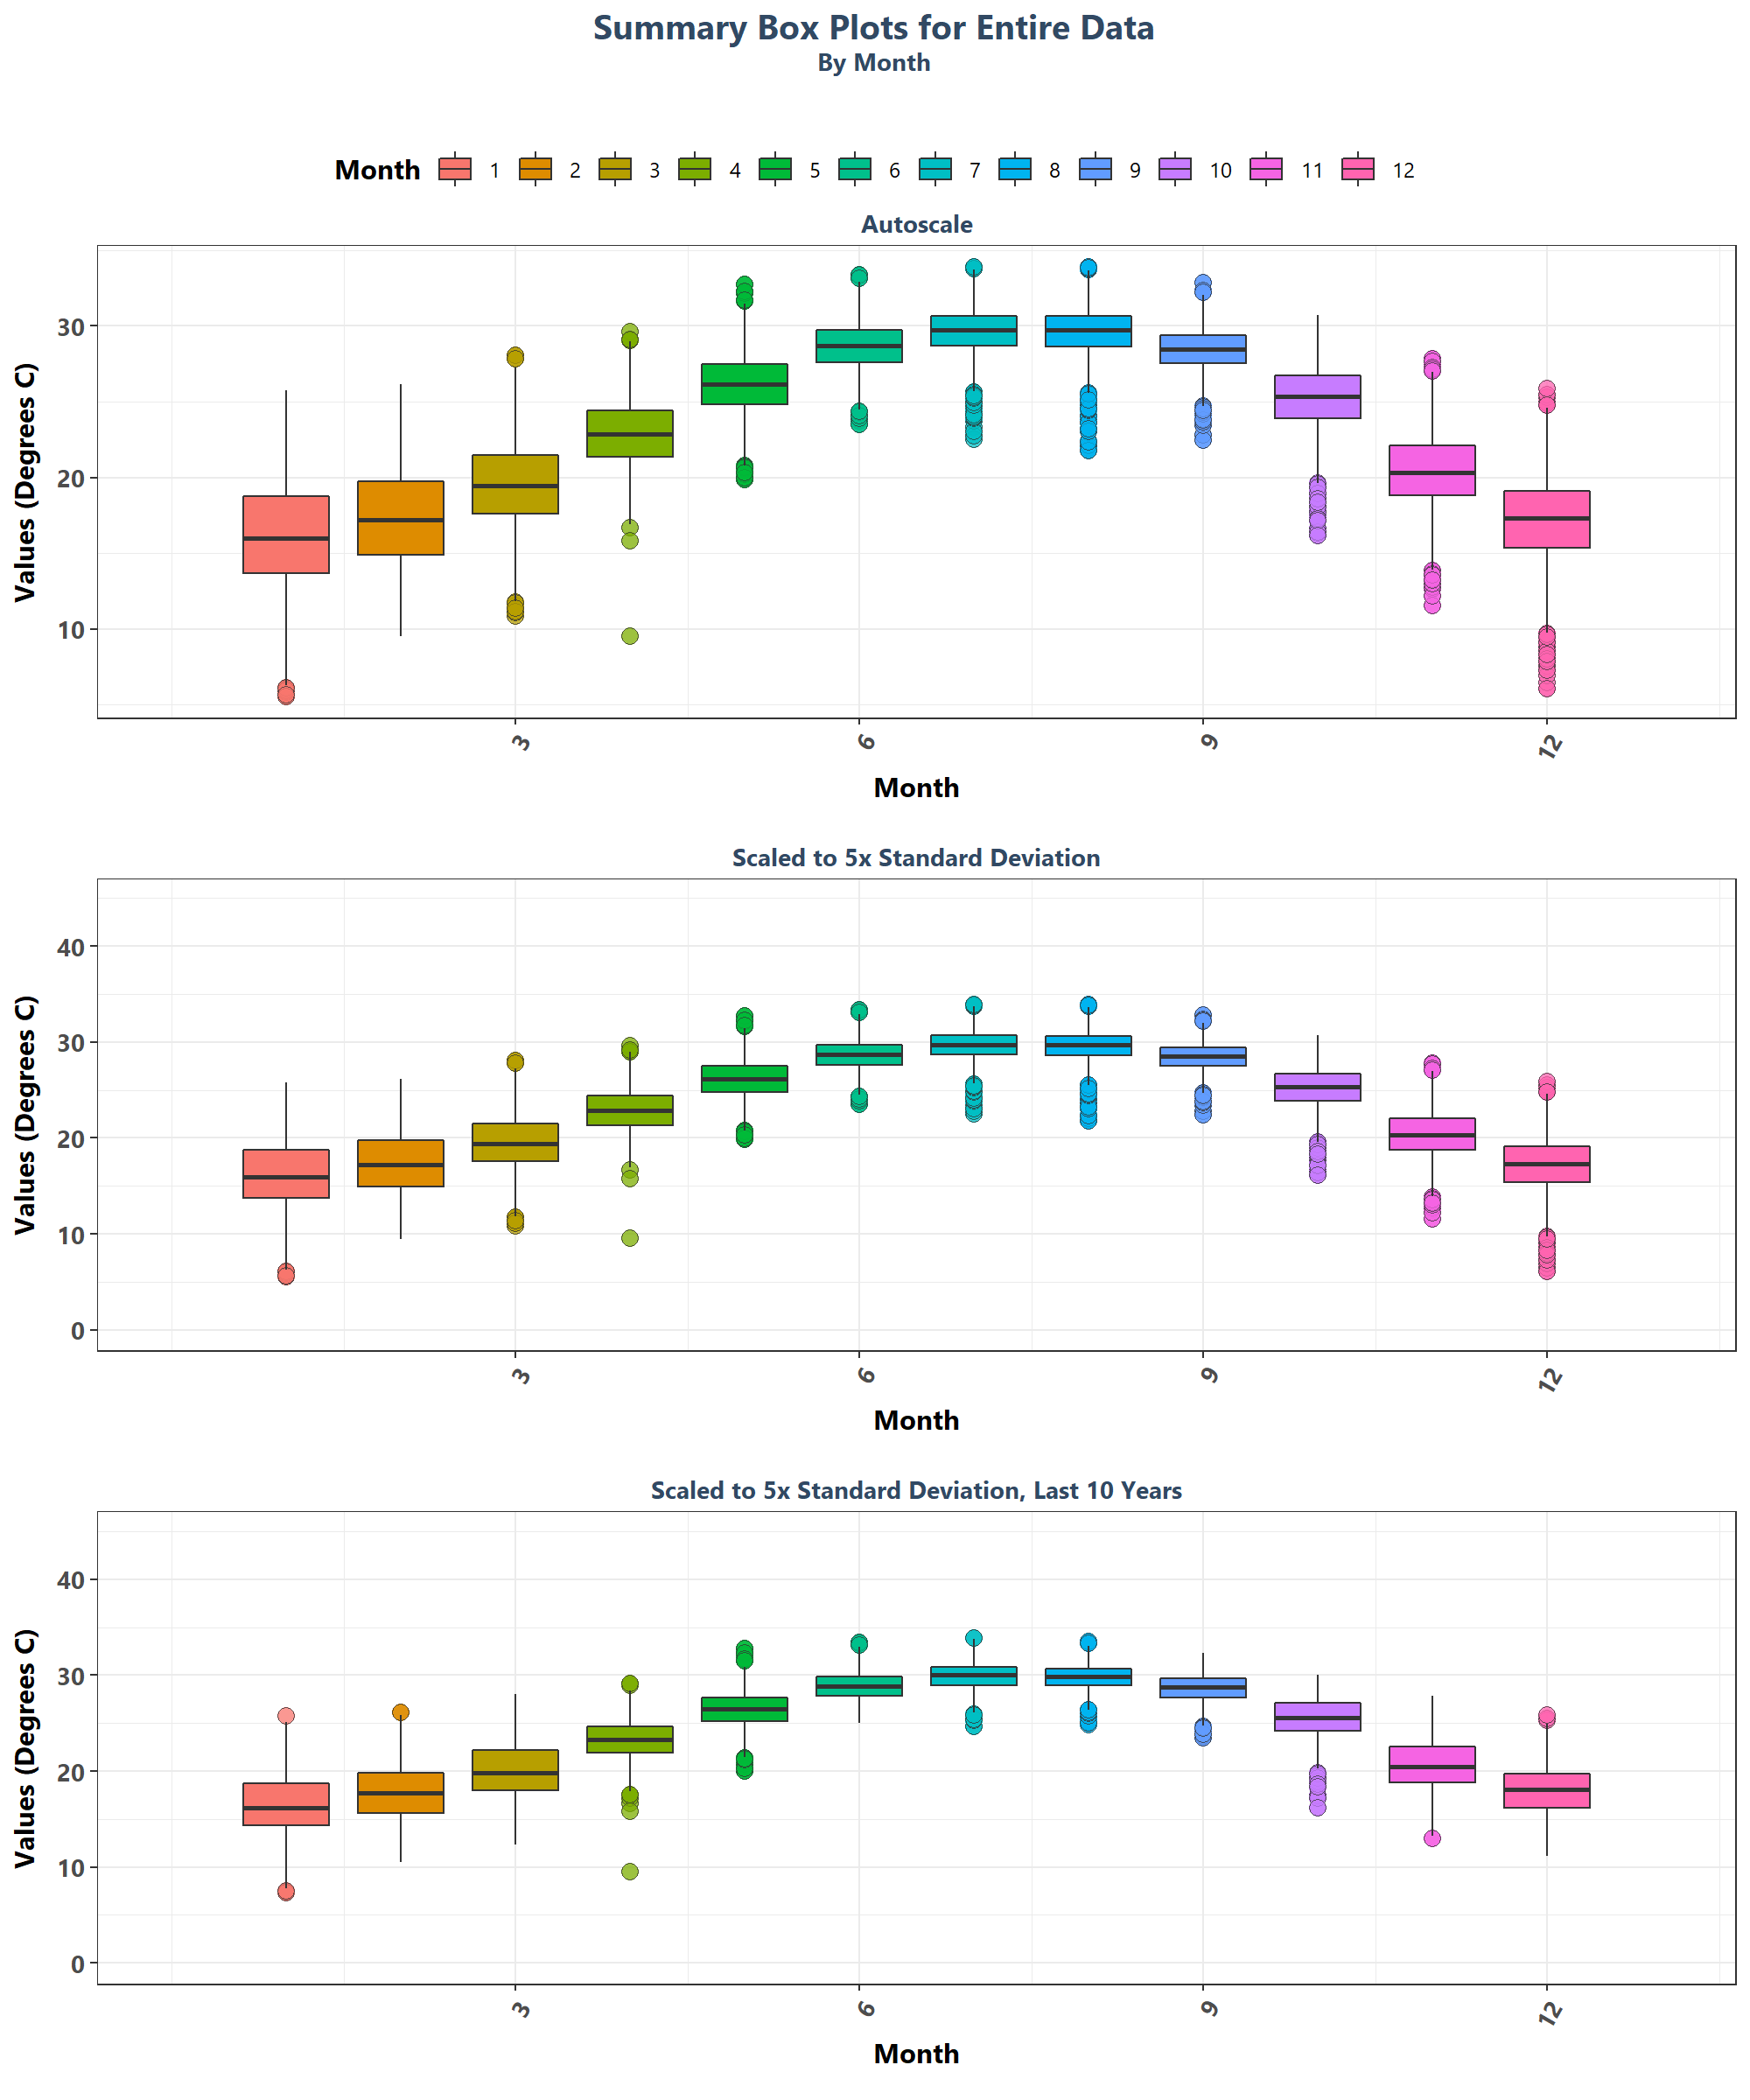 Summary Box Plots for Entire Data
By Month
Month 1 2 3 4 5 6 7 8 9 10 11 12
Autoscale
Values (Degrees C)
30
20
10
3 6 9 12
Month
Scaled to 5x Standard Deviation
Values (Degrees C)
40
30
20
10
0
3 6 9 12
Month
Scaled to 5x Standard Deviation, Last 10 Years
Values (Degrees C)
40
30
20
10
0
3 6 9 12
Month